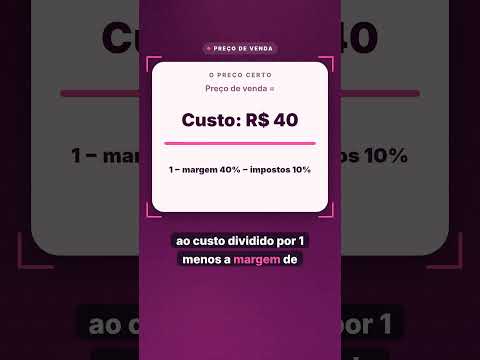 PREÇO DE VENDA
O PREÇO CERTO
Preço de venda =
Custo: R$ 40
1 − margem 40% − impostos 10%
ao custo dividido por 1
menos a margem de